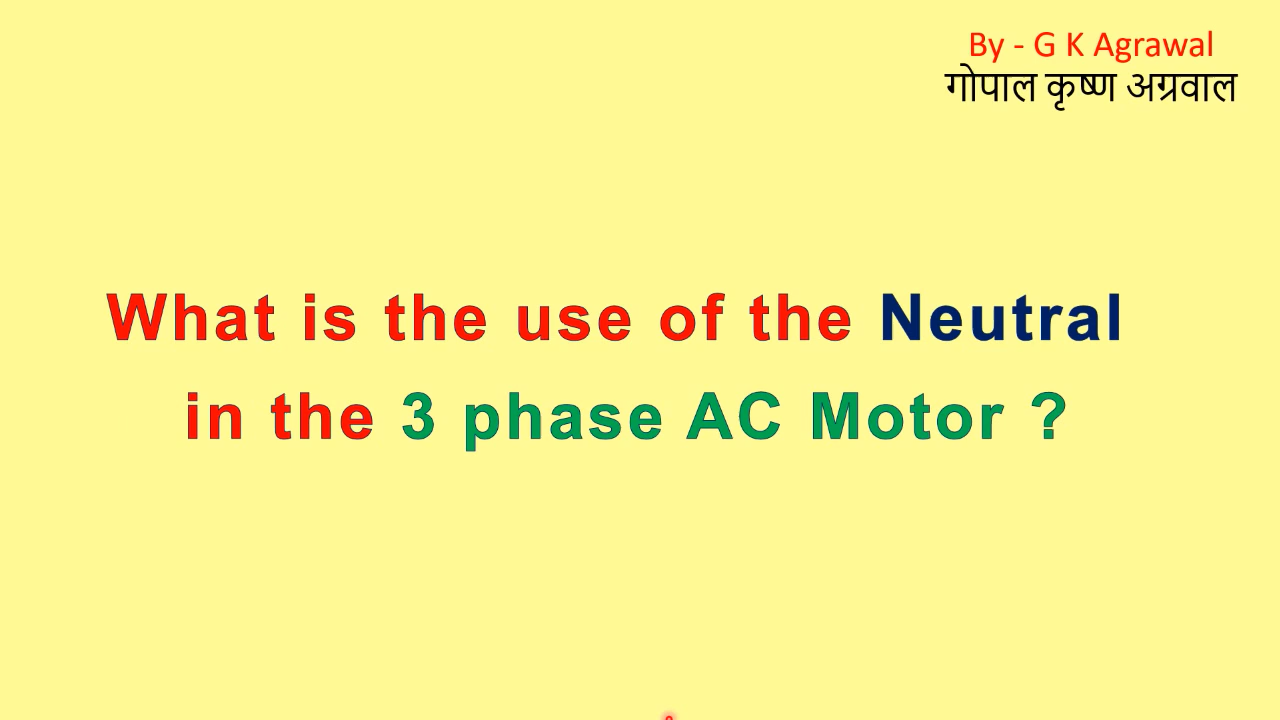 By - G K Agrawal
गोपाल कृष्ण अग्रवाल
What is the use of the Neutral
in the 3 phase AC Motor ?